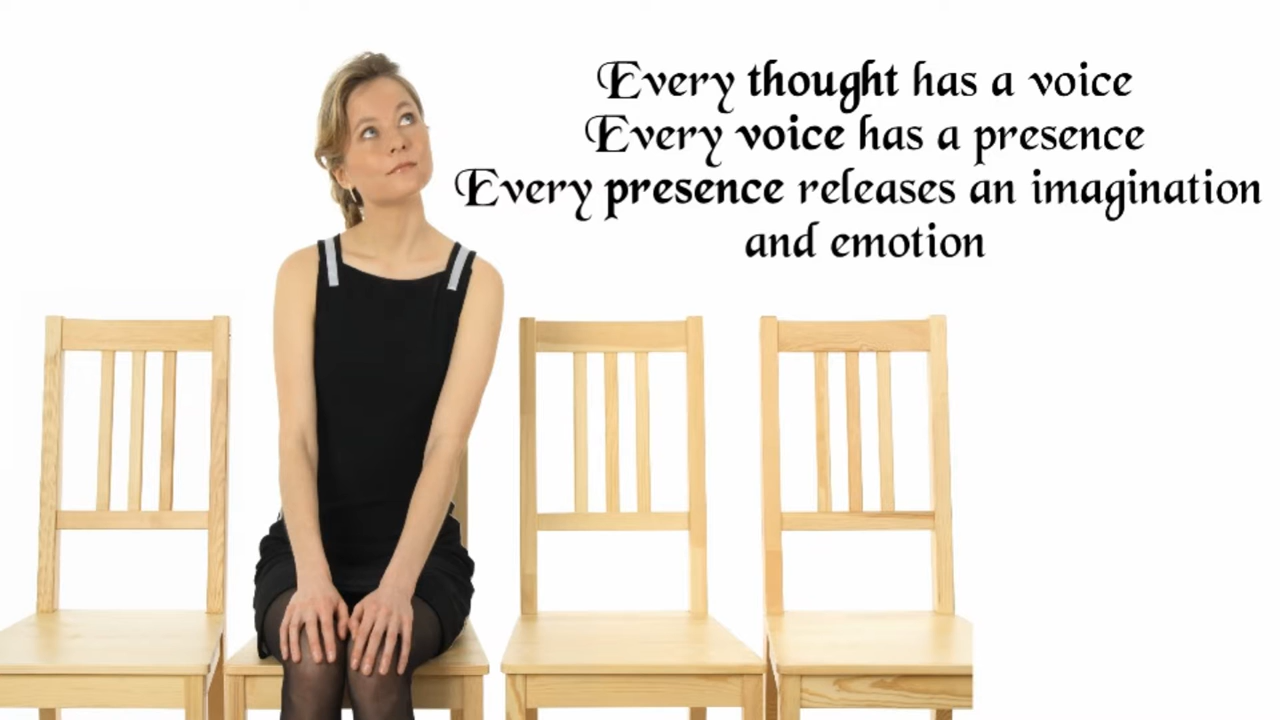 Every thought has a voice
Every voice has a presence
Every presence releases an imagination
and emotion